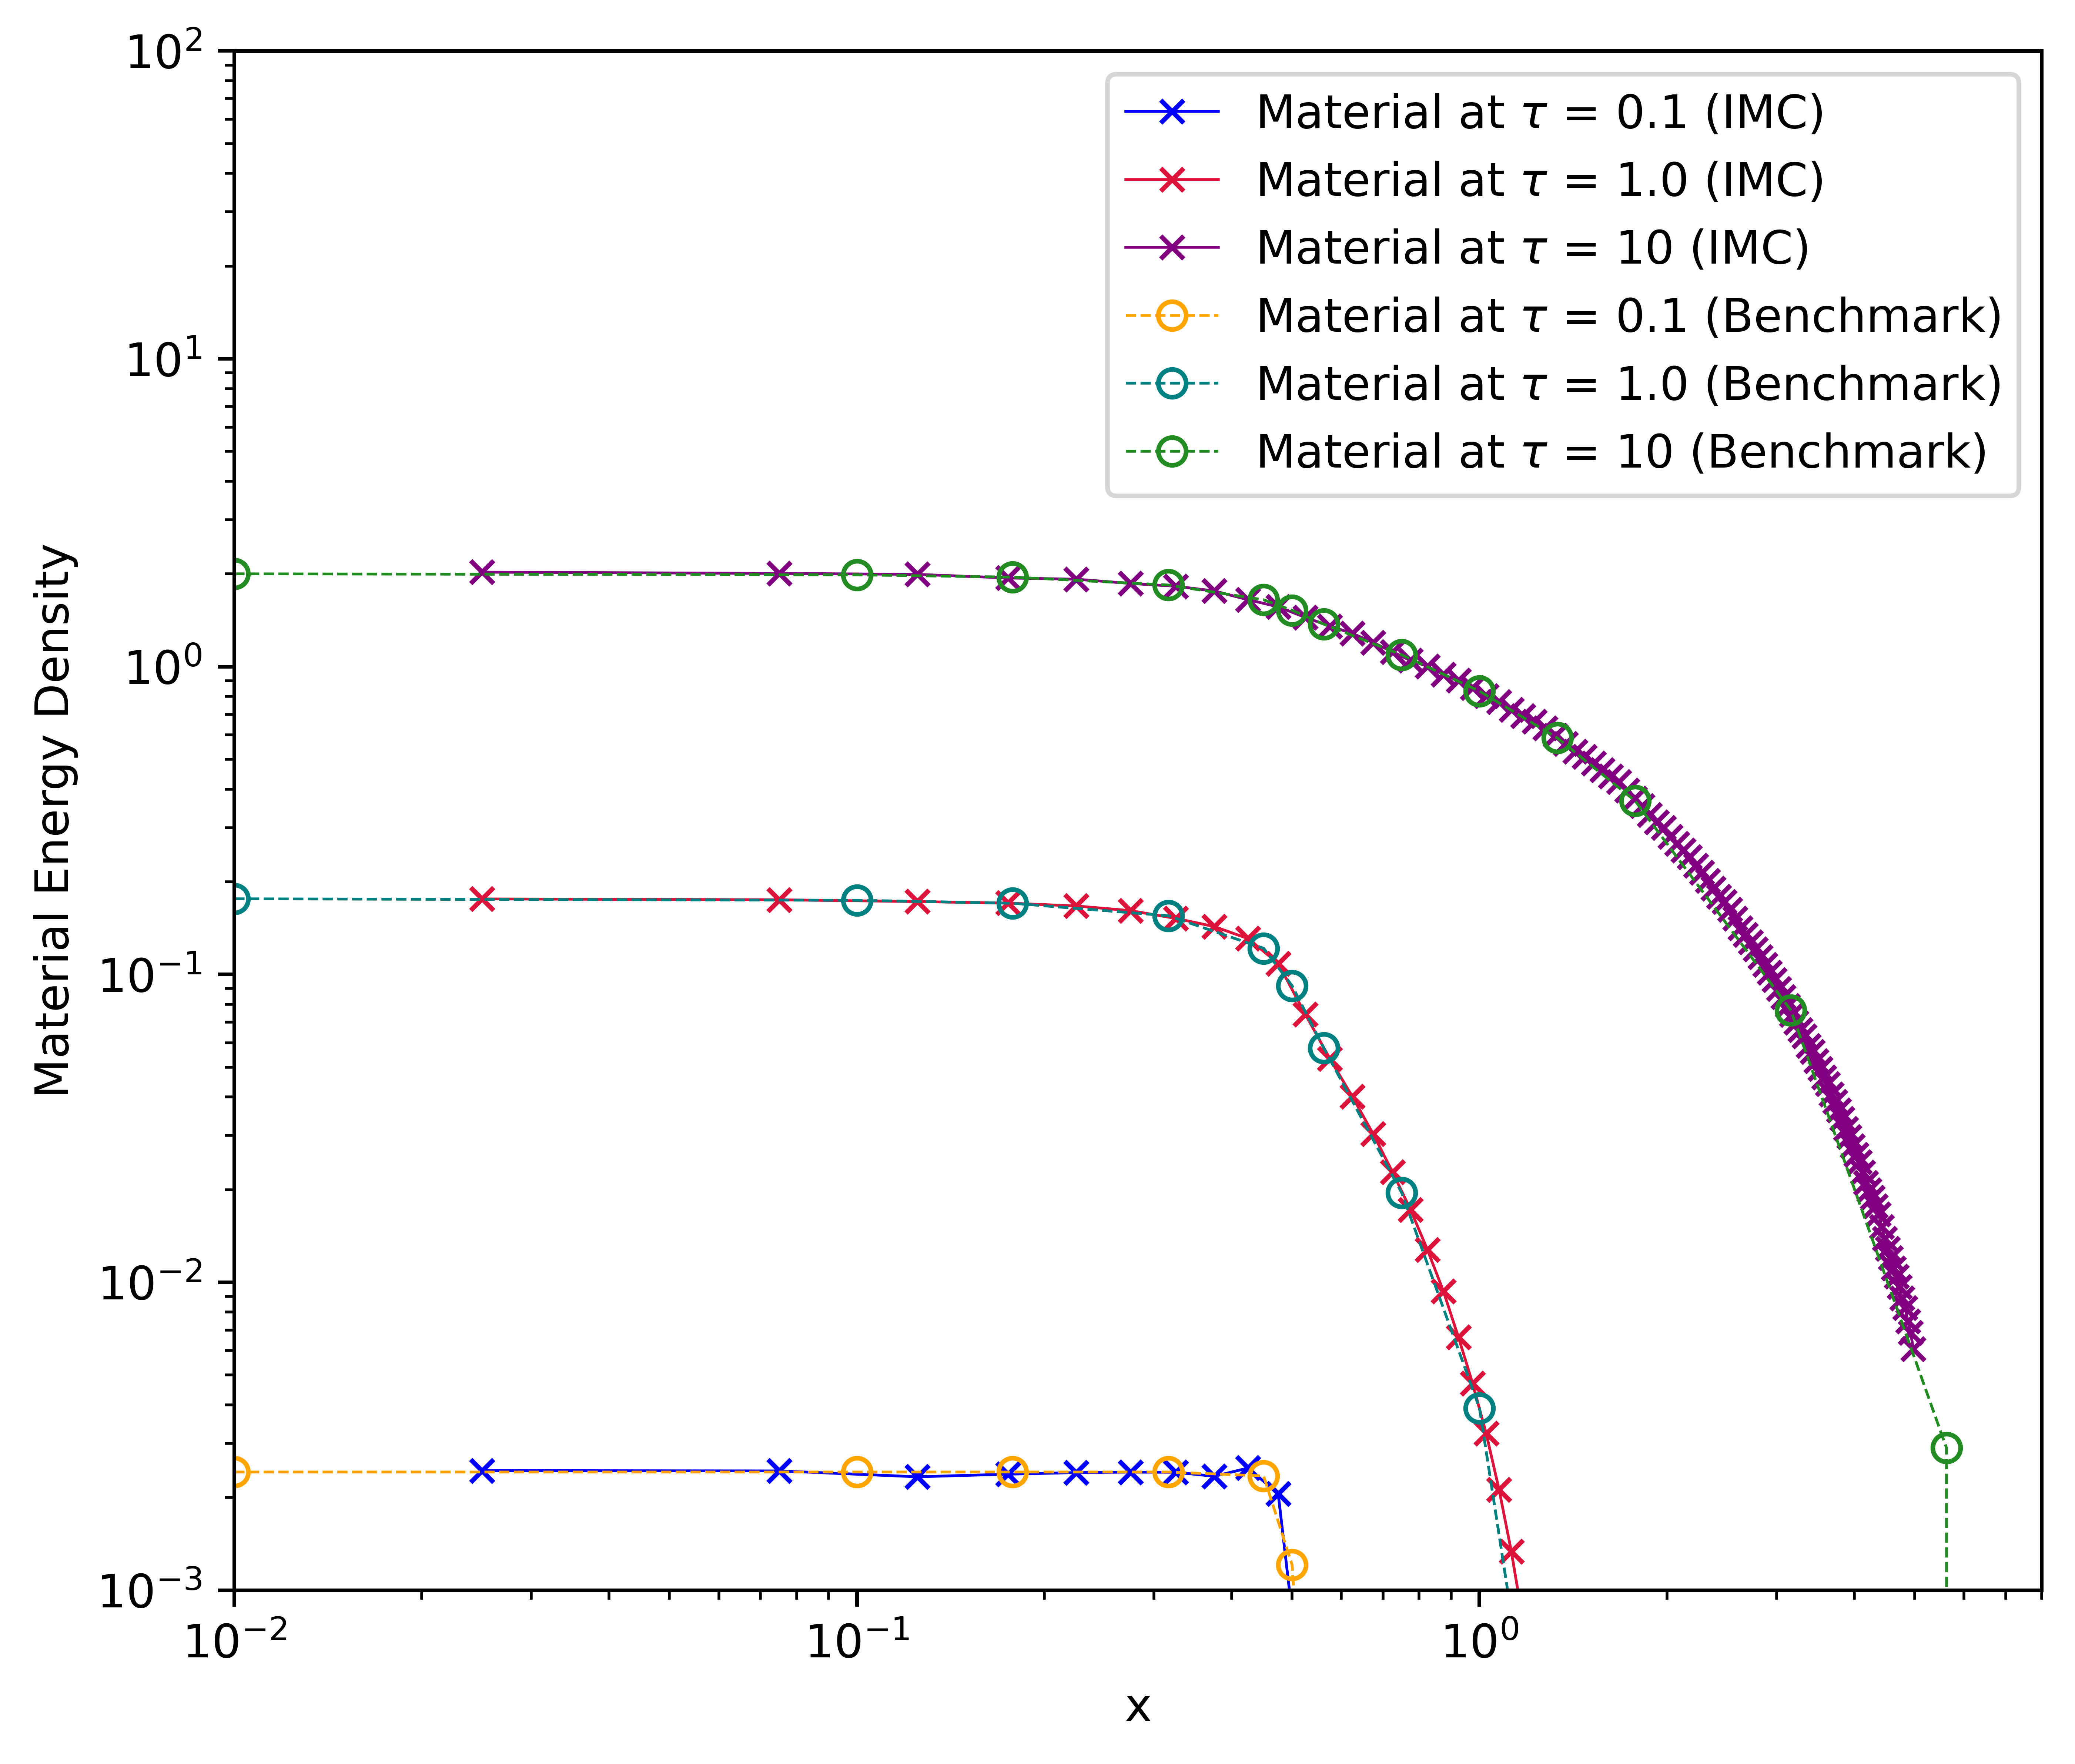 10²
10¹
10⁰
10⁻¹
10⁻²
10⁻³
Material Energy Density
Material at τ = 0.1 (IMC)
Material at τ = 1.0 (IMC)
Material at τ = 10 (IMC)
Material at τ = 0.1 (Benchmark)
Material at τ = 1.0 (Benchmark)
Material at τ = 10 (Benchmark)
10⁻² 10⁻¹ 10⁰
x